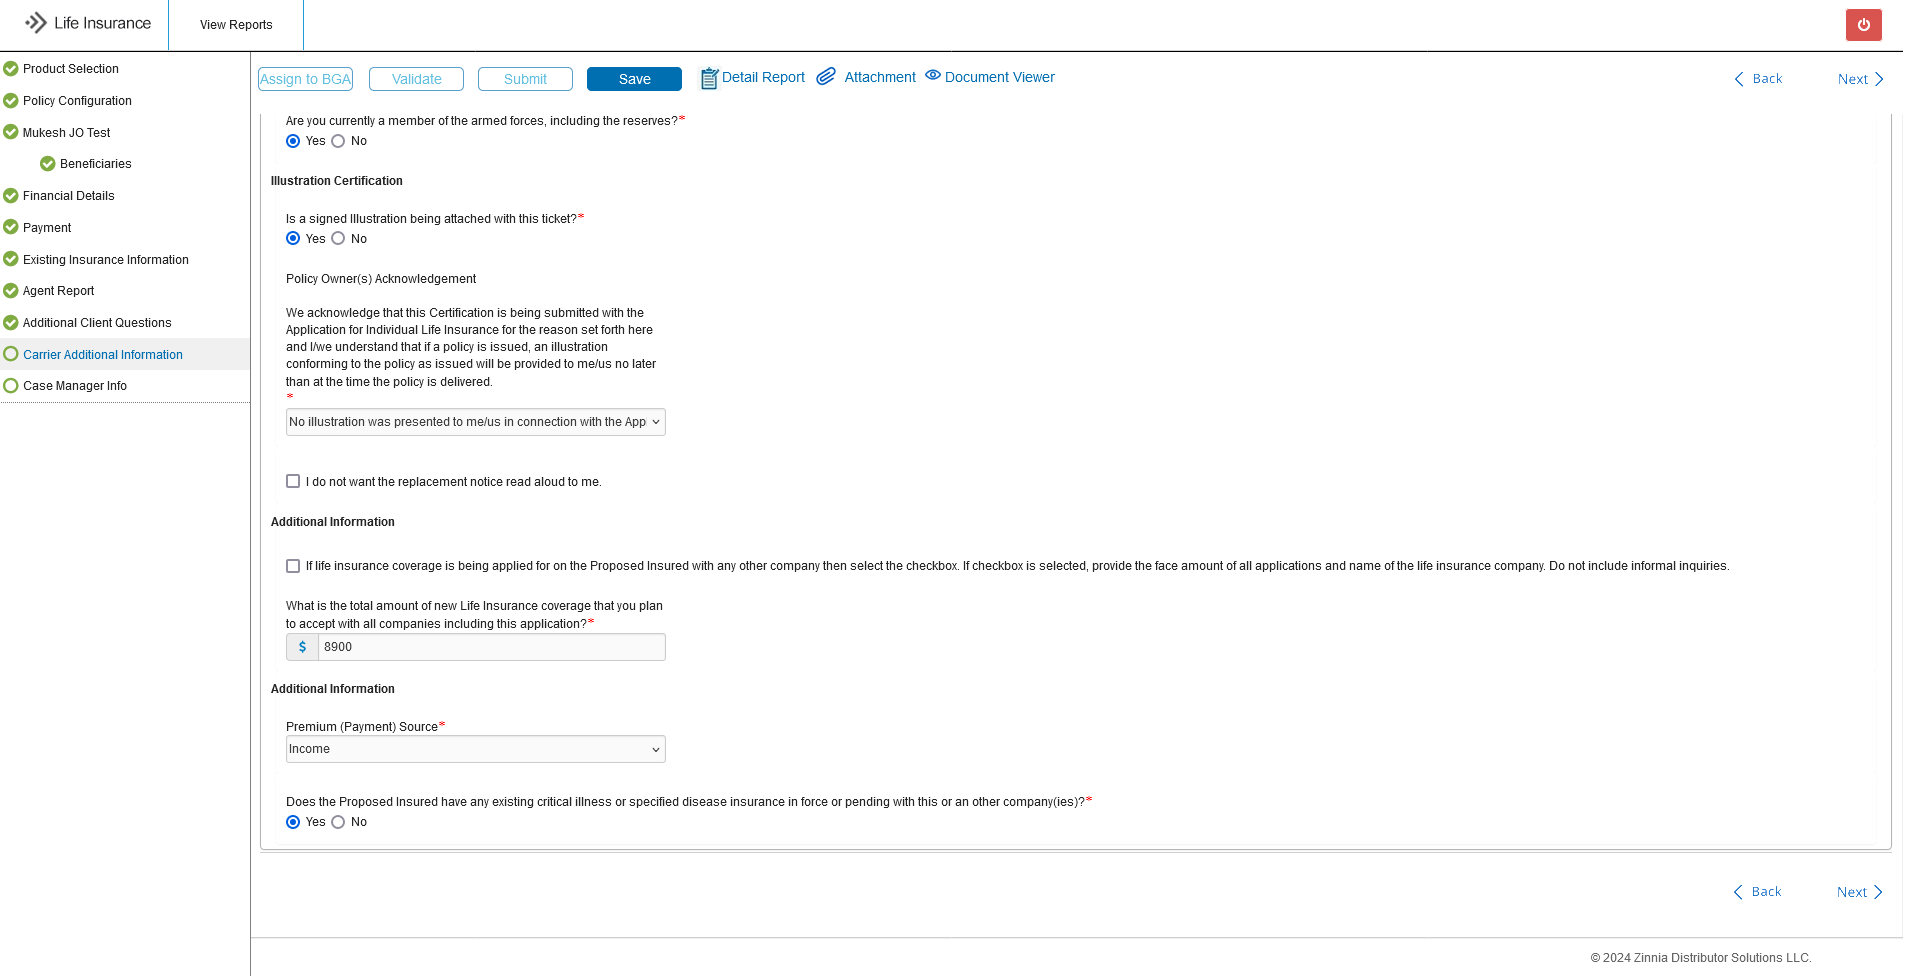 Life Insurance
View Reports
Product Selection
Policy Configuration
Mukesh JO Test
Beneficiaries
Financial Details
Payment
Existing Insurance Information
Agent Report
Additional Client Questions
Carrier Additional Information
Case Manager Info
Assign to BGA
Validate
Submit
Save
Detail Report
Attachment
Document Viewer
Back
Next
Are you currently a member of the armed forces, including the reserves?*
Yes No
Illustration Certification
Is a signed Illustration being attached with this ticket?*
Yes No
Policy Owner(s) Acknowledgement
We acknowledge that this Certification is being submitted with the
Application for Individual Life Insurance for the reason set forth here
and I/we understand that if a policy is issued, an illustration
conforming to the policy as issued will be provided to me/us no later
than at the time the policy is delivered.
*
No illustration was presented to me/us in connection with the App
I do not want the replacement notice read aloud to me.
Additional Information
If life insurance coverage is being applied for on the Proposed Insured with any other company then select the checkbox. If checkbox is selected, provide the face amount of all applications and name of the life insurance company. Do not include informal inquiries.
What is the total amount of new Life Insurance coverage that you plan
to accept with all companies including this application?*
$ 8900
Additional Information
Premium (Payment) Source*
Income
Does the Proposed Insured have any existing critical illness or specified disease insurance in force or pending with this or an other company(ies)?*
Yes No
Back
Next
© 2024 Zinnia Distributor Solutions LLC.